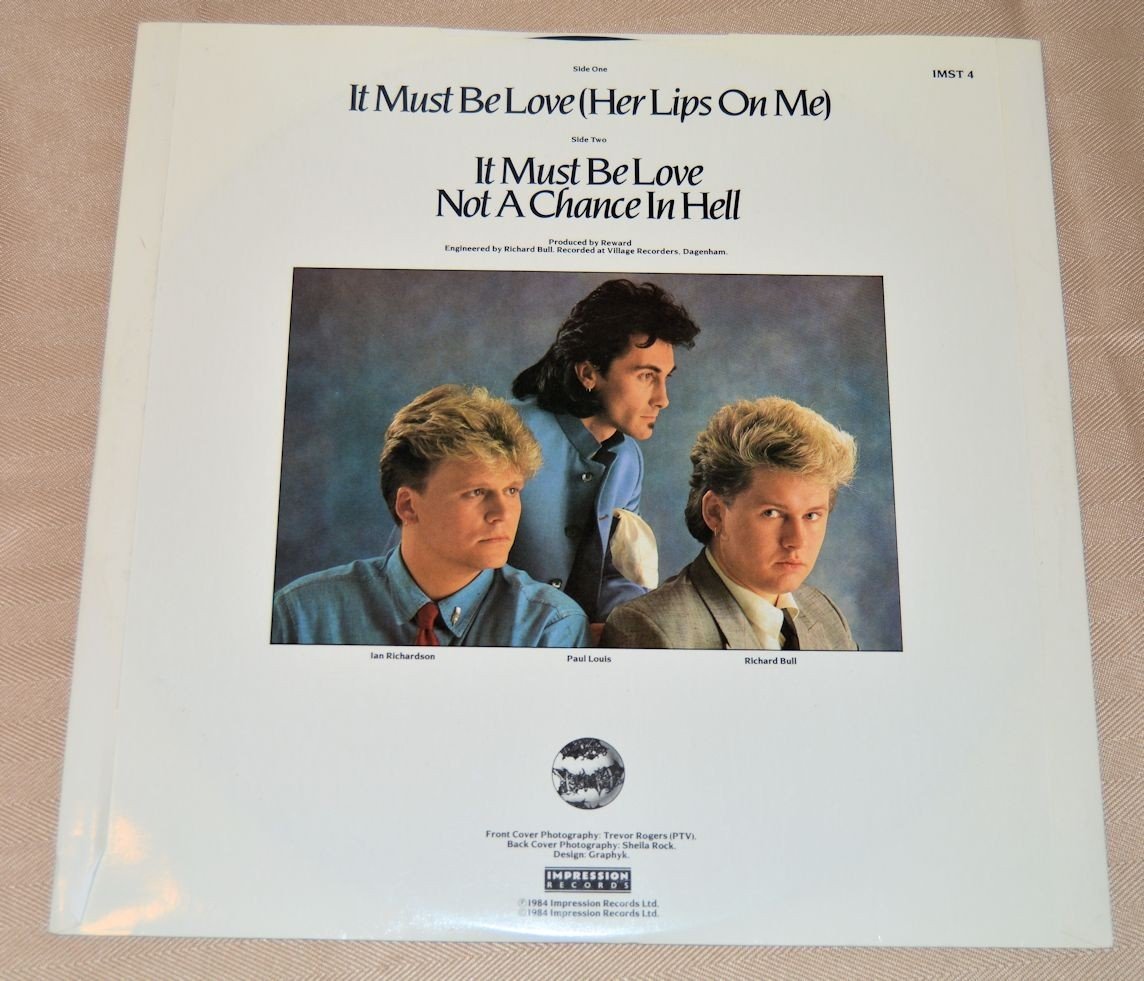 Side One
IMST 4
It Must Be Love (Her Lips On Me)
Side Two
It Must Be Love
Not A Chance In Hell
Produced by Reward
Engineered by Richard Bull. Recorded at Village Recorders, Dagenham.
Ian Richardson
Paul Louis
Richard Bull
Front Cover Photography: Trevor Rogers (PTV).
Back Cover Photography: Sheila Rock.
Design: Graphyk.
IMPRESSION
RECORDS
℗1984 Impression Records Ltd.
©1984 Impression Records Ltd.